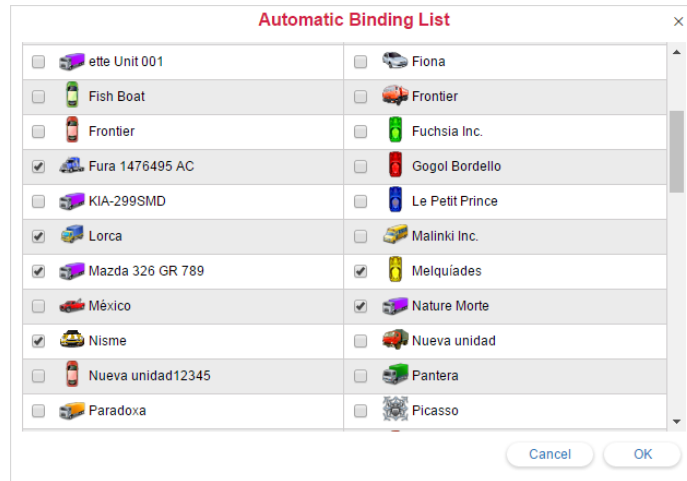 Automatic Binding List
ette Unit 001
Fiona
Fish Boat
Frontier
Frontier
Fuchsia Inc.
Fura 1476495 AC
Gogol Bordello
KIA-299SMD
Le Petit Prince
Lorca
Malinki Inc.
Mazda 326 GR 789
Melquíades
México
Nature Morte
Nisme
Nueva unidad
Nueva unidad12345
Pantera
Paradoxa
Picasso
Cancel
OK